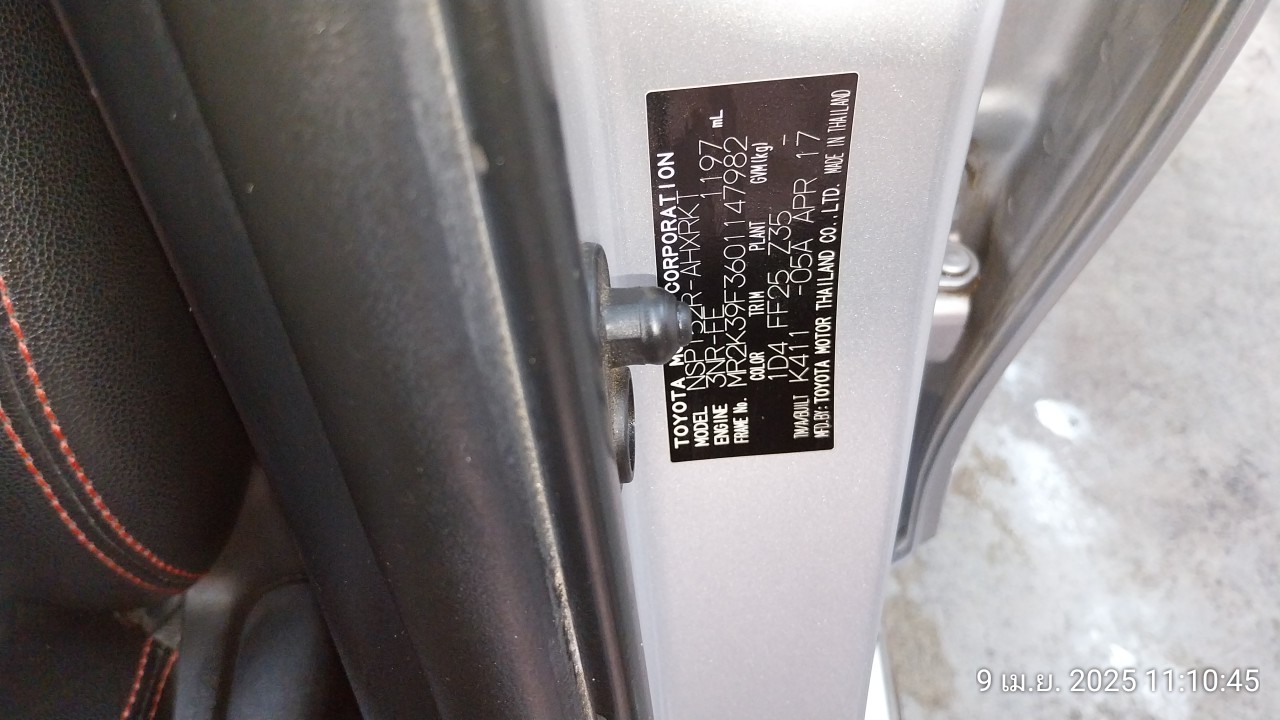 TOYOTA MO CORPORATION
MODEL NSP152R-AHXRKT
ENGINE 3NR-FE 1197 mL
FRAME No. MR2K39F3601147982
COLOR TRIM PLANT GVM(kg)
1D4 FF25 Z35 -
TM/A/BUILT K411 -05A APR 17
MFD.BY: TOYOTA MOTOR THAILAND CO.,LTD. MADE IN THAILAND
9 เม.ย. 2025 11:10:45